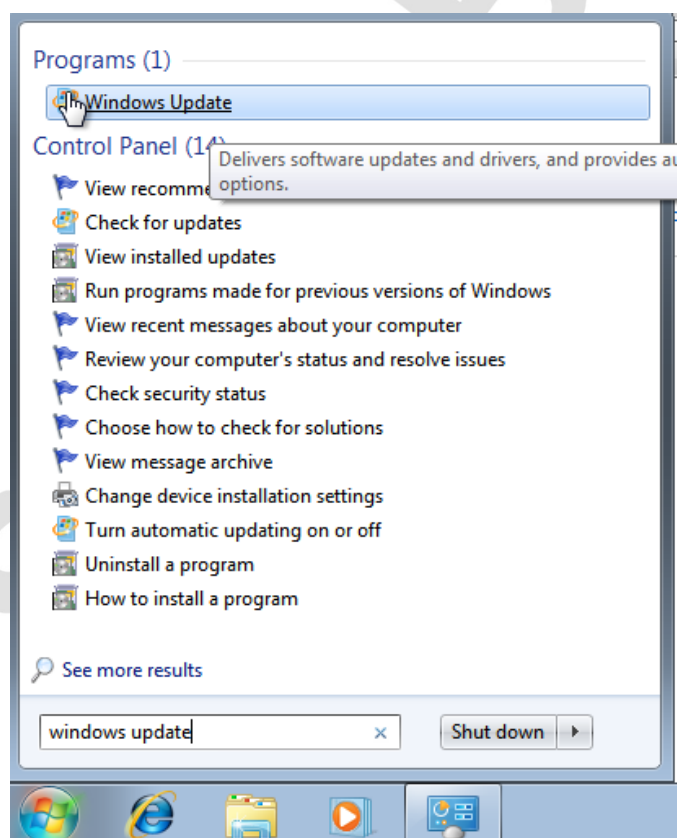 Programs (1)
Windows Update
Control Panel (14)
Delivers software updates and drivers, and provides
options.
View recomme
Check for updates
View installed updates
Run programs made for previous versions of Windows
View recent messages about your computer
Review your computer's status and resolve issues
Check security status
Choose how to check for solutions
View message archive
Change device installation settings
Turn automatic updating on or off
Uninstall a program
How to install a program
See more results
windows update
Shut down